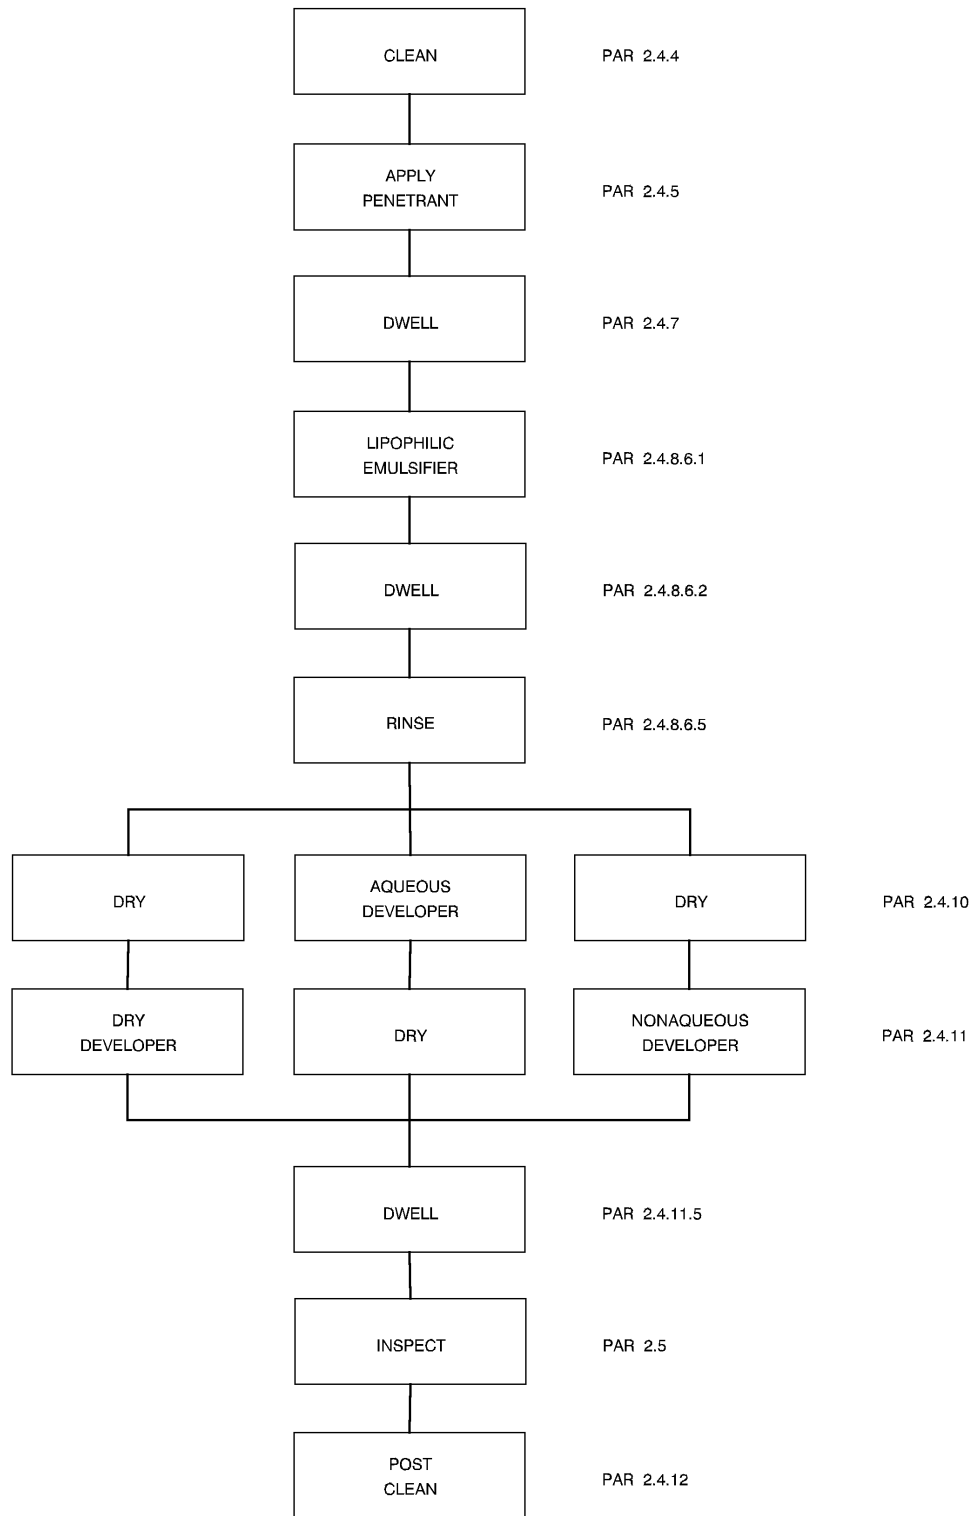 CLEAN
PAR 2.4.4
APPLY
PENETRANT
PAR 2.4.5
DWELL
PAR 2.4.7
LIPOPHILIC
EMULSIFIER
PAR 2.4.8.6.1
DWELL
PAR 2.4.8.6.2
RINSE
PAR 2.4.8.6.5
DRY
AQUEOUS
DEVELOPER
DRY
PAR 2.4.10
DRY
DEVELOPER
DRY
NONAQUEOUS
DEVELOPER
PAR 2.4.11
DWELL
PAR 2.4.11.5
INSPECT
PAR 2.5
POST
CLEAN
PAR 2.4.12